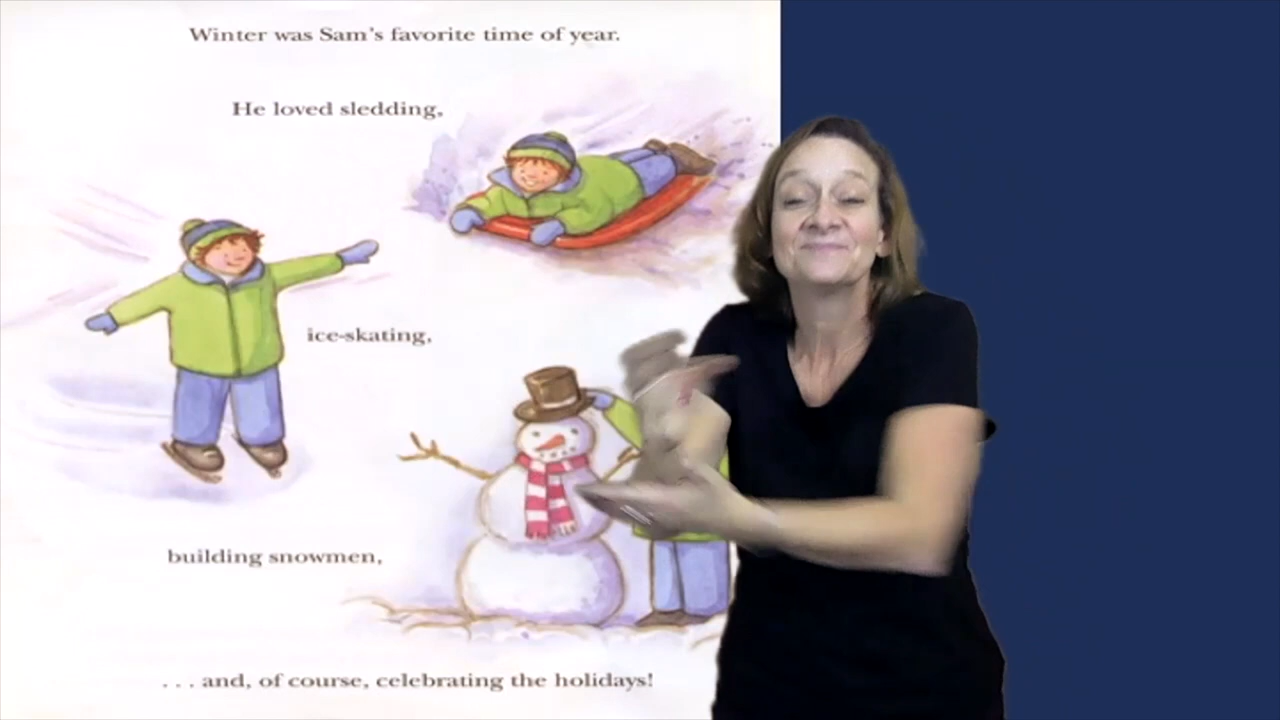 Winter was Sam's favorite time of year.
He loved sledding,
ice-skating,
building snowmen,
. . . and, of course, celebrating the holidays!